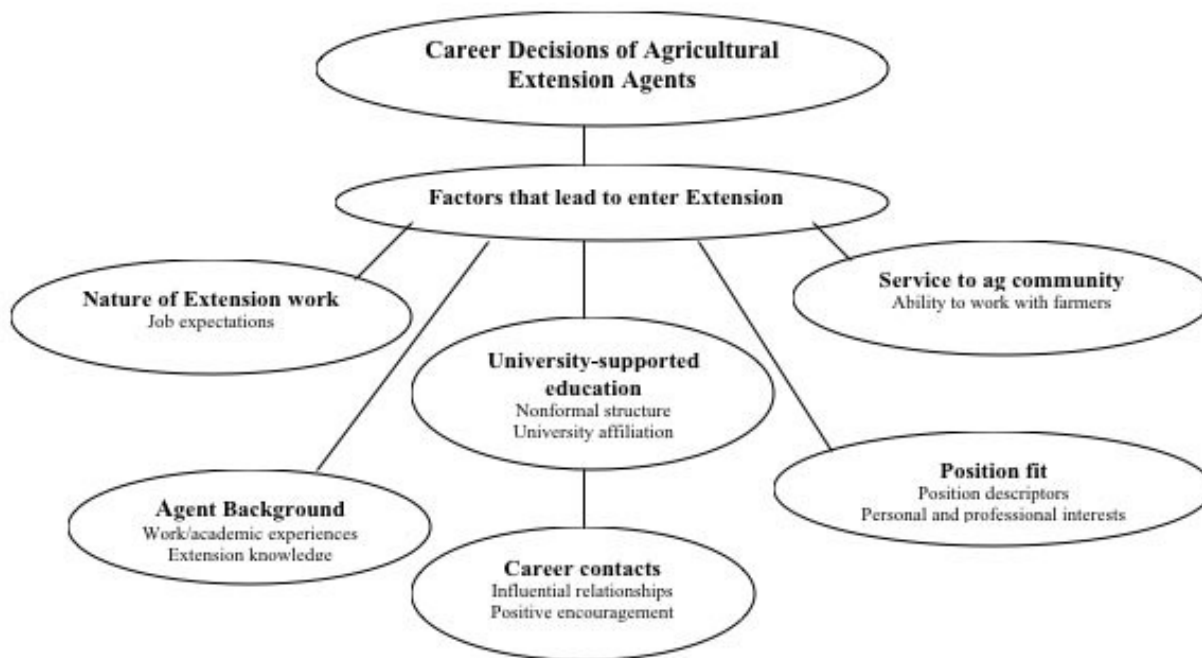 Career Decisions of Agricultural
Extension Agents
Factors that lead to enter Extension
Nature of Extension work
Job expectations
Service to ag community
Ability to work with farmers
University-supported
education
Nonformal structure
University affiliation
Agent Background
Work/academic experiences
Extension knowledge
Position fit
Position descriptors
Personal and professional interests
Career contacts
Influential relationships
Positive encouragement